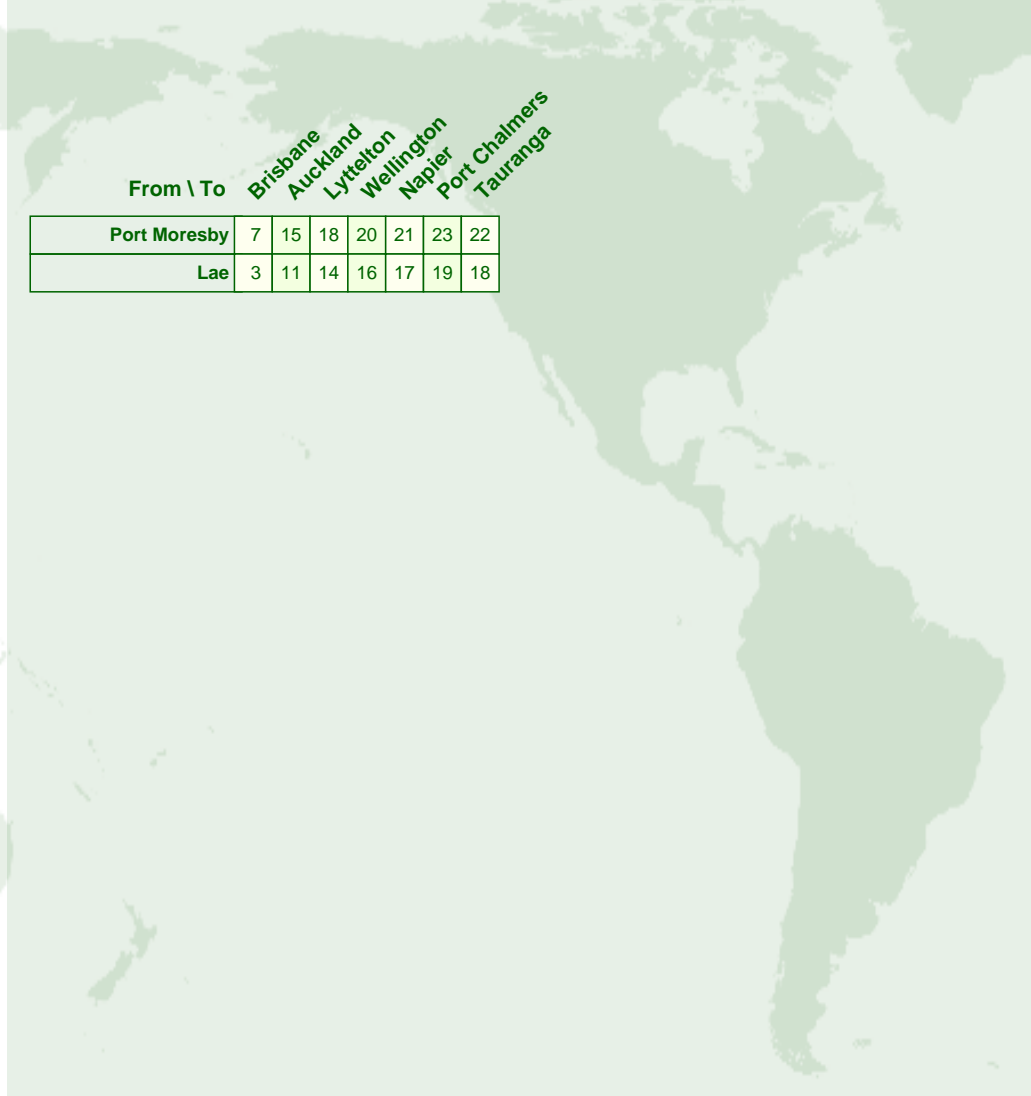 From \ To Brisbane Auckland Lyttelton Wellington Napier Port Chalmers Tauranga
Port Moresby 7 15 18 20 21 23 22
Lae 3 11 14 16 17 19 18